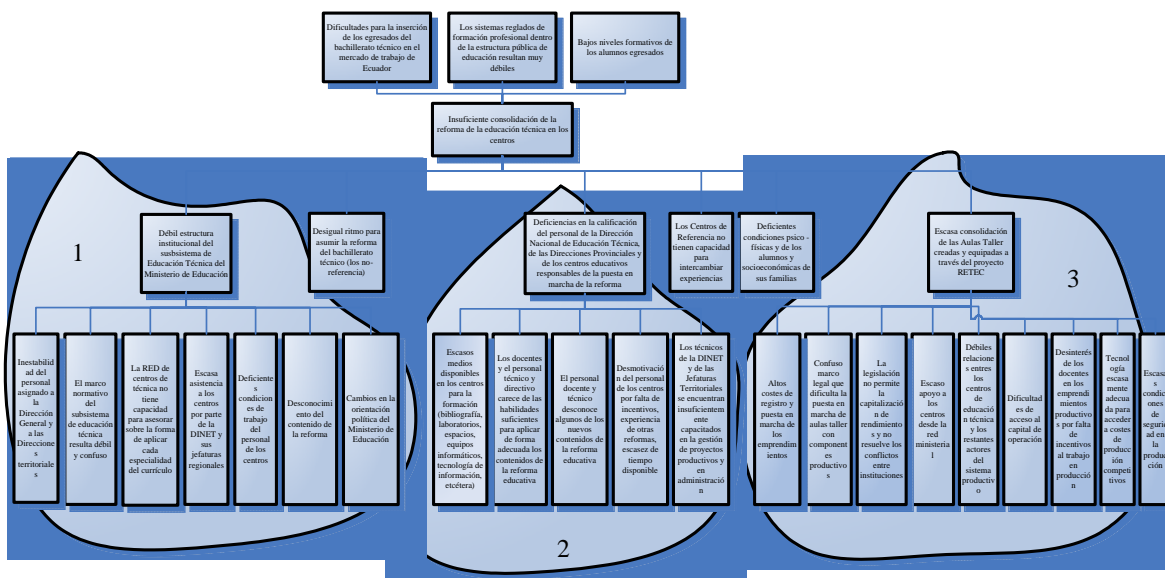 Dificultades para la inserción
de los egresados del
bachillerato técnico en el
mercado de trabajo de
Ecuador
Los sistemas reglados de
formación profesional dentro
de la estructura pública de
educación resultan muy
débiles
Bajos niveles formativos de los
alumnos egresados
Insuficiente consolidación de la
reforma de la educación técnica en los
centros
1
Débil estructura
institucional del
susbsistema de
Educación Técnica del
Ministerio de Educación
Desigual ritmo para
asumir la reforma del
bachillerato
técnico (los no-
referencia)
Deficiencias en la calificación
del personal de la Dirección
Nacional de Educación Técnica,
de las Direcciones Provinciales y
de los centros educativos
responsables de la puesta en
marcha de la reforma
Los Centros de
Referencia no
tienen capacidad
para
intercambiar
experiencias
Deficientes
condiciones psico -
físicas y de los
alumnos y
socioeconómicas de
sus familias
Escasa consolidación
de las Aulas Taller
creadas y equipadas a
través del proyecto
RETEC
3
Inestabilid
ad del
personal
asignado a
la Dirección
General y
a las
Direccione
s
territoriale
s
El marco
normativo del
subsistema
de educación
técnica
resulta débil
y confuso
La RED de
centros de
técnica no
tiene
capacidad
para asesorar
sobre la forma
de aplicar
cada
especialidad
del currículo
Escasa
asistencia
a los
centros
por parte
de la
DINET y
jefaturas
regionales
Deficiente
s
condicione
s de
trabajo del
personal
de los
centros
Desconocimi
ento del
contenido de
la reforma
Cambios en la
orientación
política del
Ministerio de
Educación
Escasos
medios
disponibles
en los centros
para la
formación
(bibliografía,
laboratorios,
espacios,
equipos
informáticos,
tecnología de
información,
etcétera)
Los docentes
y el personal
técnico y
directivo
carece de las
habilidades
suficientes
para aplicar
de forma
adecuada los
contenidos de
la reforma
educativa
El personal
docente y
técnico
desconoce
algunos de los
nuevos
contenidos de
la reforma
educativa
Desmotivació
n del personal
de los centros
por falta de
incentivos,
experiencia
de otras
reformas,
escasez de
tiempo
disponible
Los técnicos
de la DINET
y de las
Jefaturas
Territoriales
se encuentran
insuficientem
ente
capacitados
en la gestión
de proyectos
productivos y
en
administració
n
Altos
costes de
registro y
puesta en
marcha de
los
emprendimi
entos
Confuso
marco
legal que
dificulta la
puesta en
marcha de
aulas taller
con
componentes
productivo
s
La
legislación
no permite
la
capitalizació
n de
rendimiento
s y no
resuelve los
conflictos
entre
instituciones
Escaso
apoyo a
los
centros
desde la
red
ministeria
l
Débiles
relacione
s entres
los centros
de
educació
n técnica
y los
restantes
actores
del
sistema
productiv
o
Dificultad
es de
acceso al
capital de
operación
Desinterés
de los
docentes
en los
emprendi
mientos
productivo
s por falta
de
incentivos
al trabajo
en
producció
n
Tecnol
ogía
escasa
mente
adecua
da para
acceder
a costes
de
producc
ión
competi
tivos
Escasa
s
condic
iones
de
seguri
dad en
la
produc
ción
2